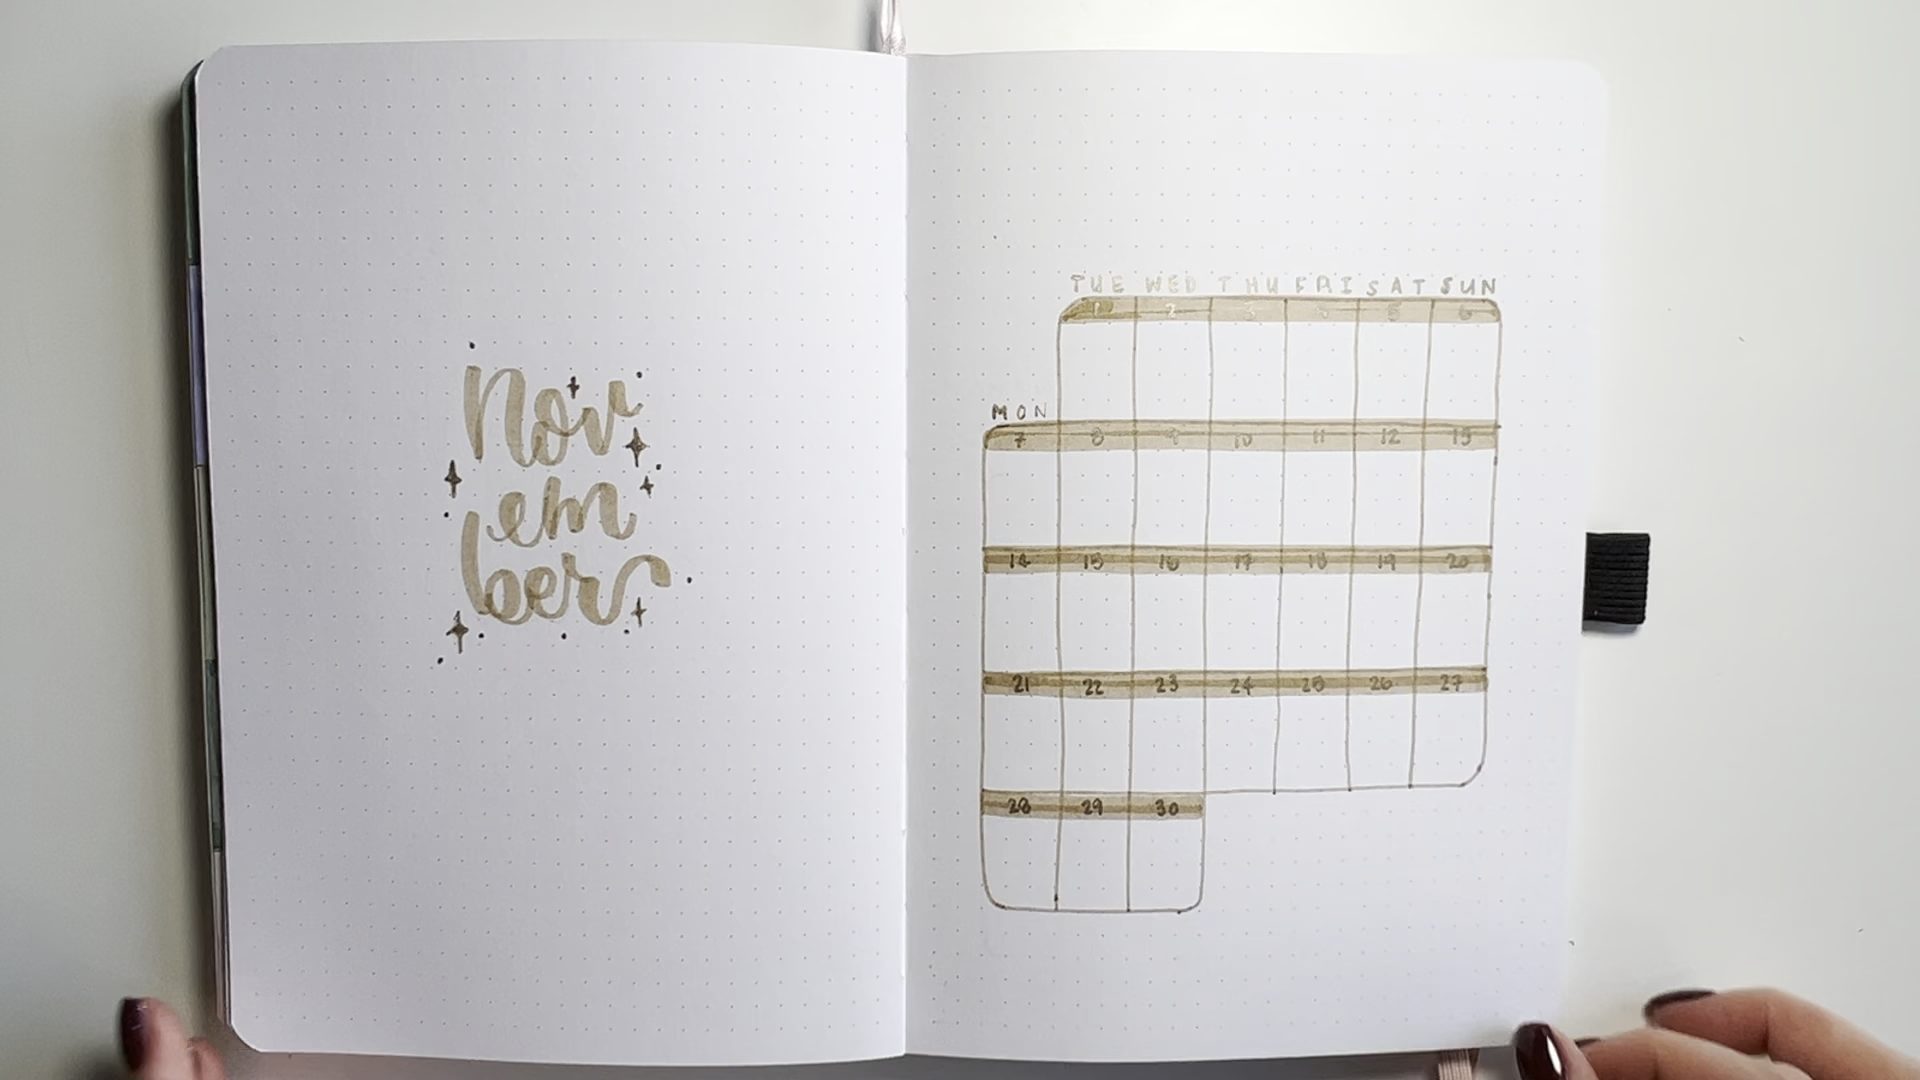 Nov
em
ber
TUE WED THU FRI SAT SUN
1 2 3 4 5 6
MON
7 8 9 10 11 12 13
14 15 16 17 18 19 20
21 22 23 24 25 26 27
28 29 30